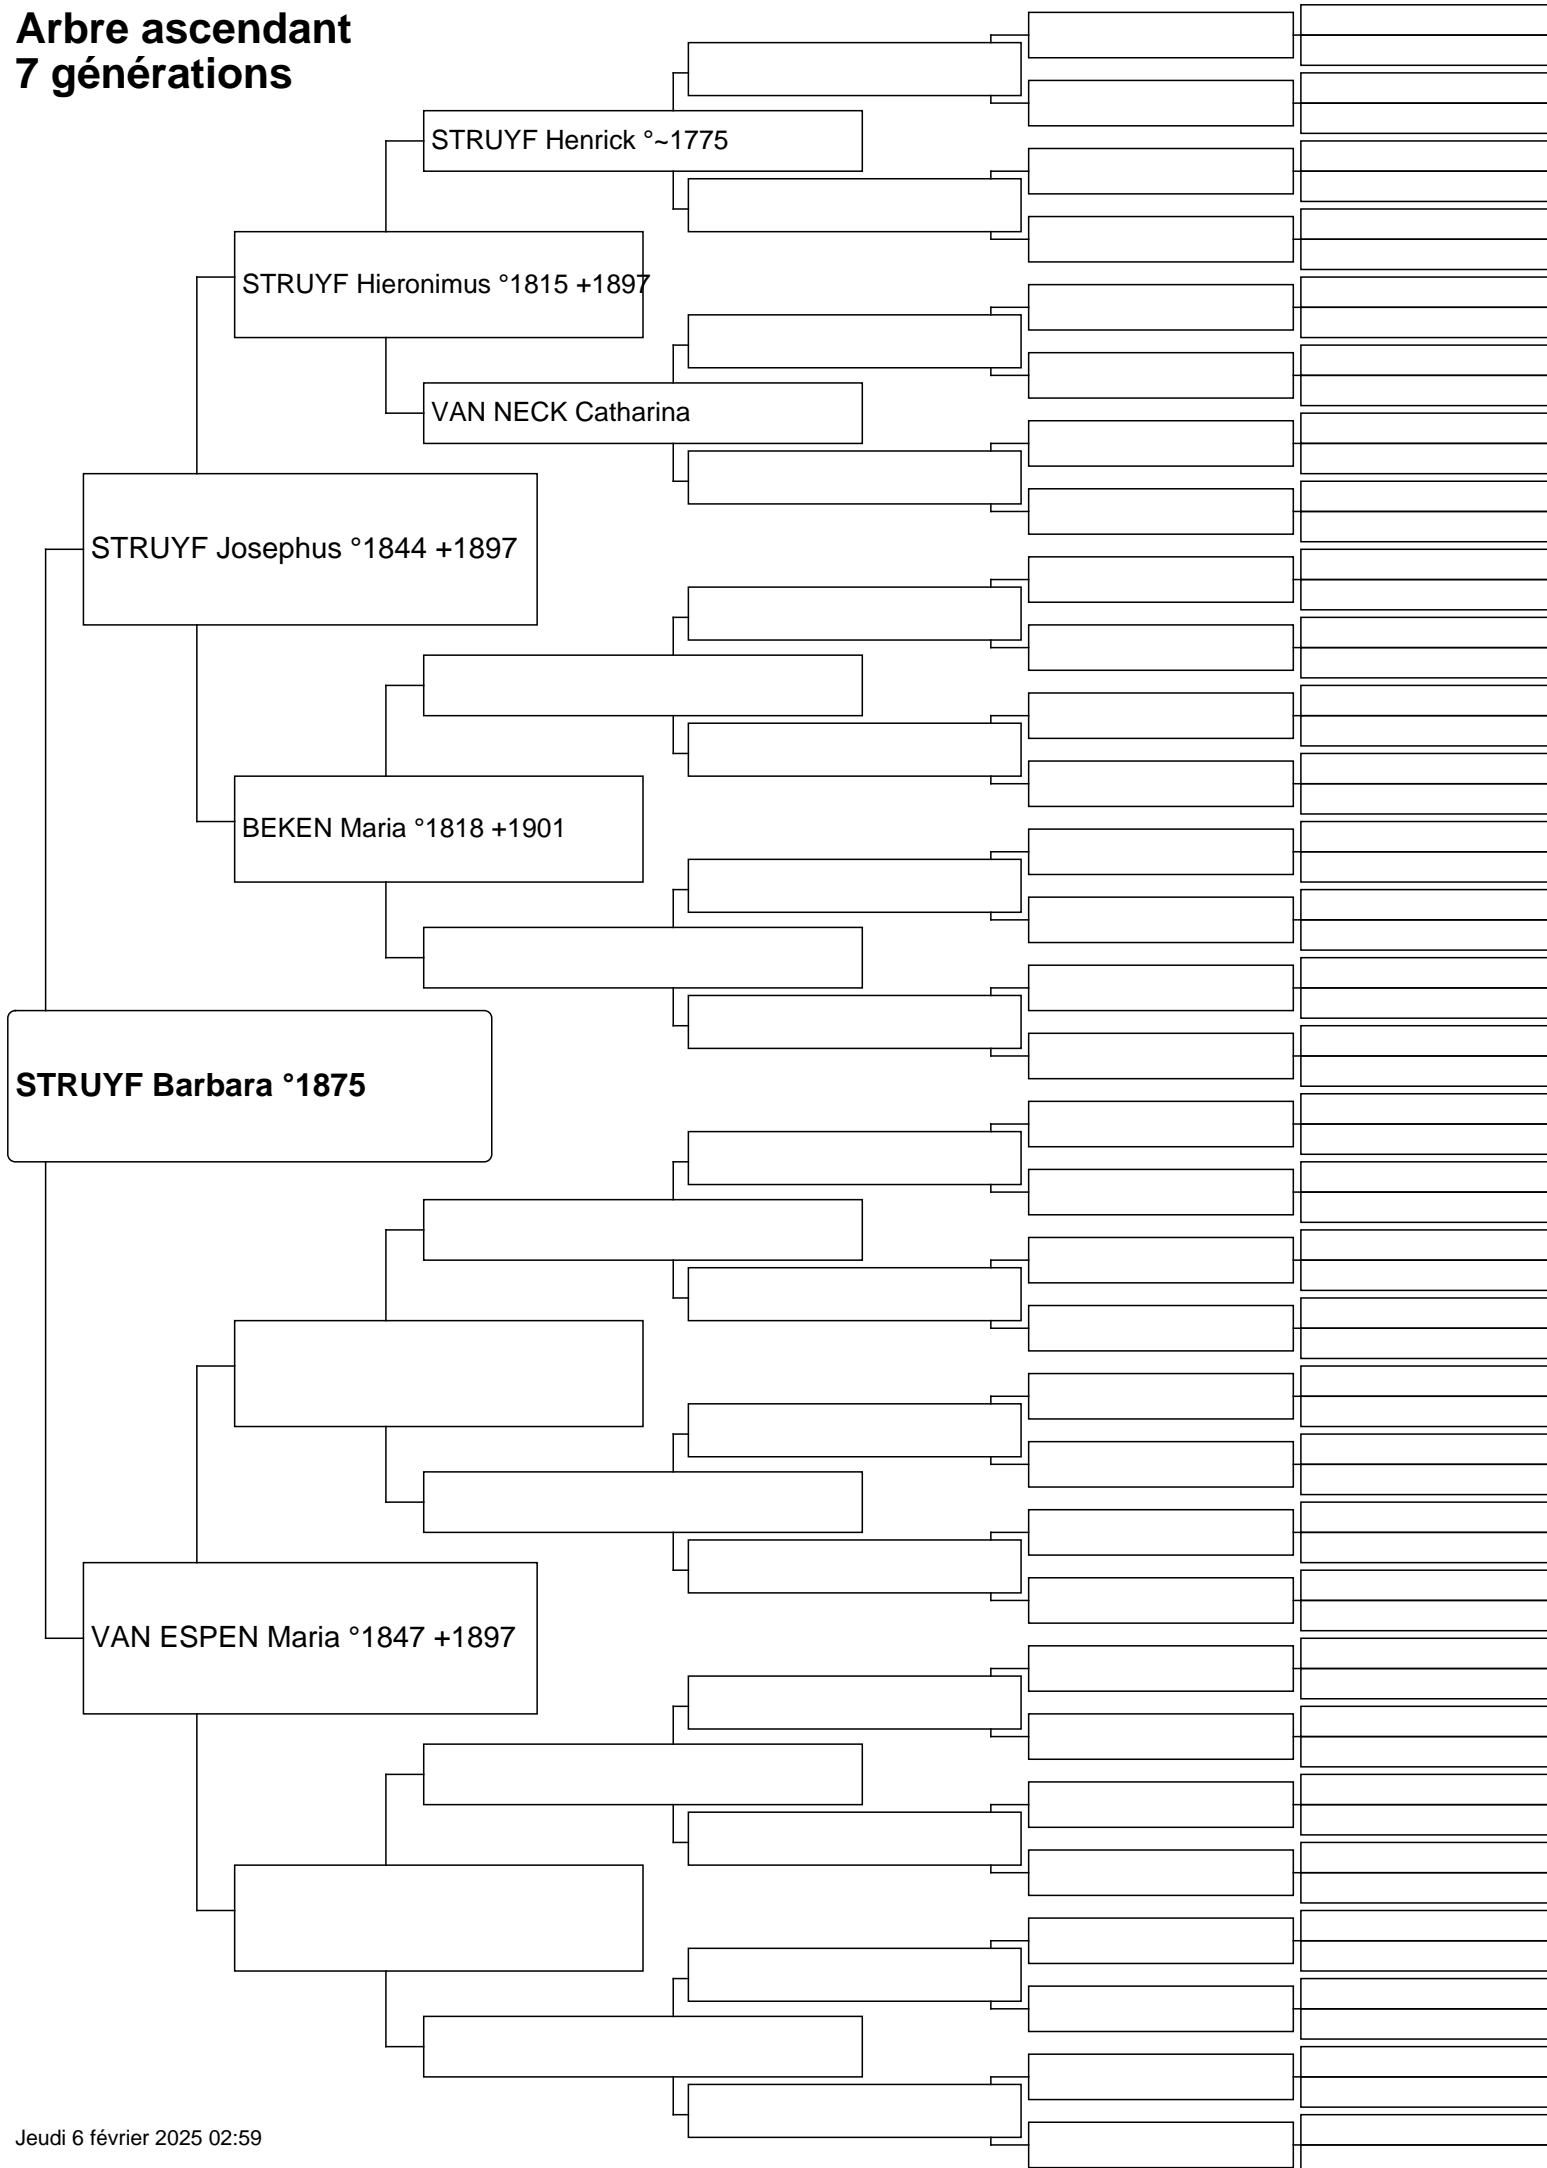 Arbre ascendant
7 générations
STRUYF Henrick °~1775
STRUYF Hieronimus °1815 +1897
VAN NECK Catharina
STRUYF Josephus °1844 +1897
BEKEN Maria °1818 +1901
STRUYF Barbara °1875
VAN ESPEN Maria °1847 +1897
Jeudi 6 février 2025 02:59